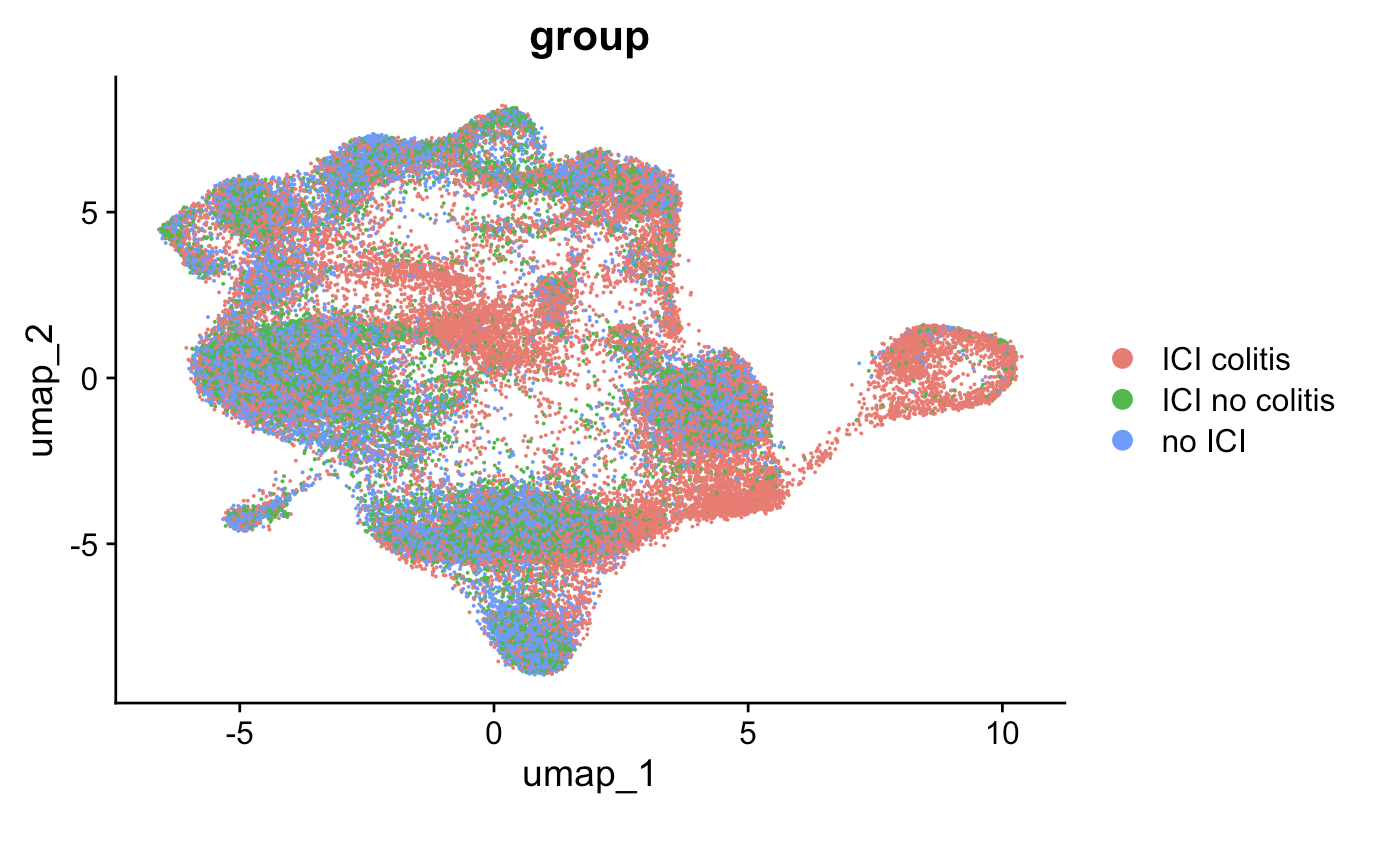 group
umap_2
5
0
-5
-5
0
5
10
umap_1
ICI colitis
ICI no colitis
no ICI